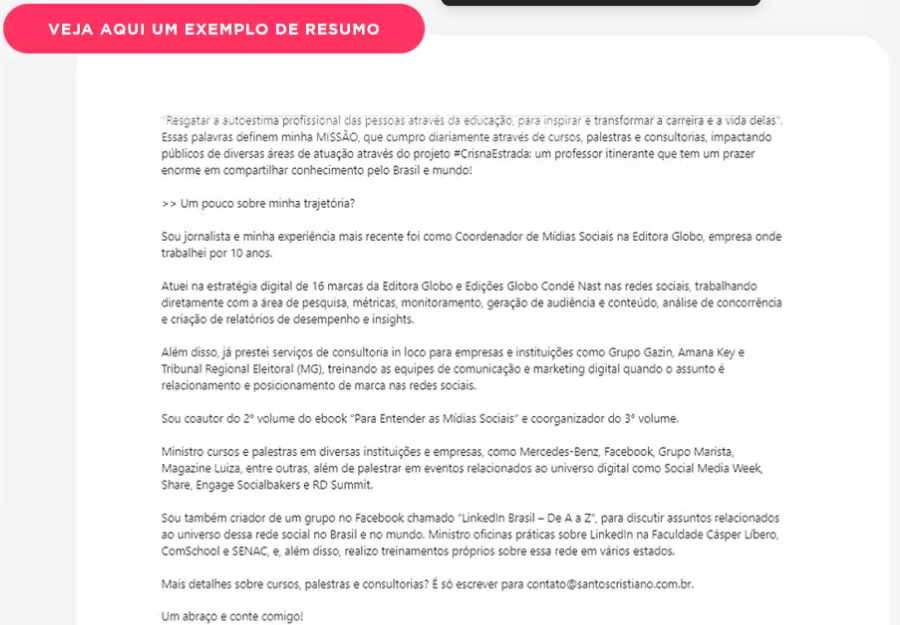 VEJA AQUI UM EXEMPLO DE RESUMO
"Resgatar a autoestima profissional das pessoas através da educação, para inspirar e transformar a carreira e a vida delas".
Essas palavras definem minha MISSÃO, que cumpro diariamente através de cursos, palestras e consultorias, impactando
públicos de diversas áreas de atuação através do projeto #CrisnaEstrada: um professor itinerante que tem um prazer
enorme em compartilhar conhecimento pelo Brasil e mundo!
>> Um pouco sobre minha trajetória?
Sou jornalista e minha experiência mais recente foi como Coordenador de Mídias Sociais na Editora Globo, empresa onde
trabalhei por 10 anos.
Atuei na estratégia digital de 16 marcas da Editora Globo e Edições Globo Condé Nast nas redes sociais, trabalhando
diretamente com a área de pesquisa, métricas, monitoramento, geração de audiência e conteúdo, análise de concorrência
e criação de relatórios de desempenho e insights.
Além disso, já prestei serviços de consultoria in loco para empresas e instituições como Grupo Gazin, Amana Key e
Tribunal Regional Eleitoral (MG), treinando as equipes de comunicação e marketing digital quando o assunto é
relacionamento e posicionamento de marca nas redes sociais.
Sou coautor do 2º volume do ebook "Para Entender as Mídias Sociais" e coorganizador do 3º volume.
Ministro cursos e palestras em diversas instituições e empresas, como Mercedes-Benz, Facebook, Grupo Marista,
Magazine Luiza, entre outras, além de palestrar em eventos relacionados ao universo digital como Social Media Week,
Share, Engage Socialbakers e RD Summit.
Sou também criador de um grupo no Facebook chamado "LinkedIn Brasil – De A a Z", para discutir assuntos relacionados
ao universo dessa rede social no Brasil e no mundo. Ministro oficinas práticas sobre LinkedIn na Faculdade Cásper Líbero,
ComSchool e SENAC, e, além disso, realizo treinamentos próprios sobre essa rede em vários estados.
Mais detalhes sobre cursos, palestras e consultorias? É só escrever para contato@santoscristiano.com.br.
Um abraço e conte comigo!